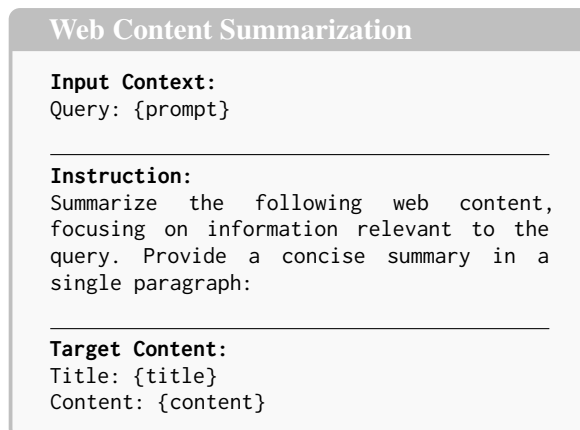 Web Content Summarization
Input Context:
Query: {prompt}
Instruction:
Summarize the following web content,
focusing on information relevant to the
query. Provide a concise summary in a
single paragraph:
Target Content:
Title: {title}
Content: {content}